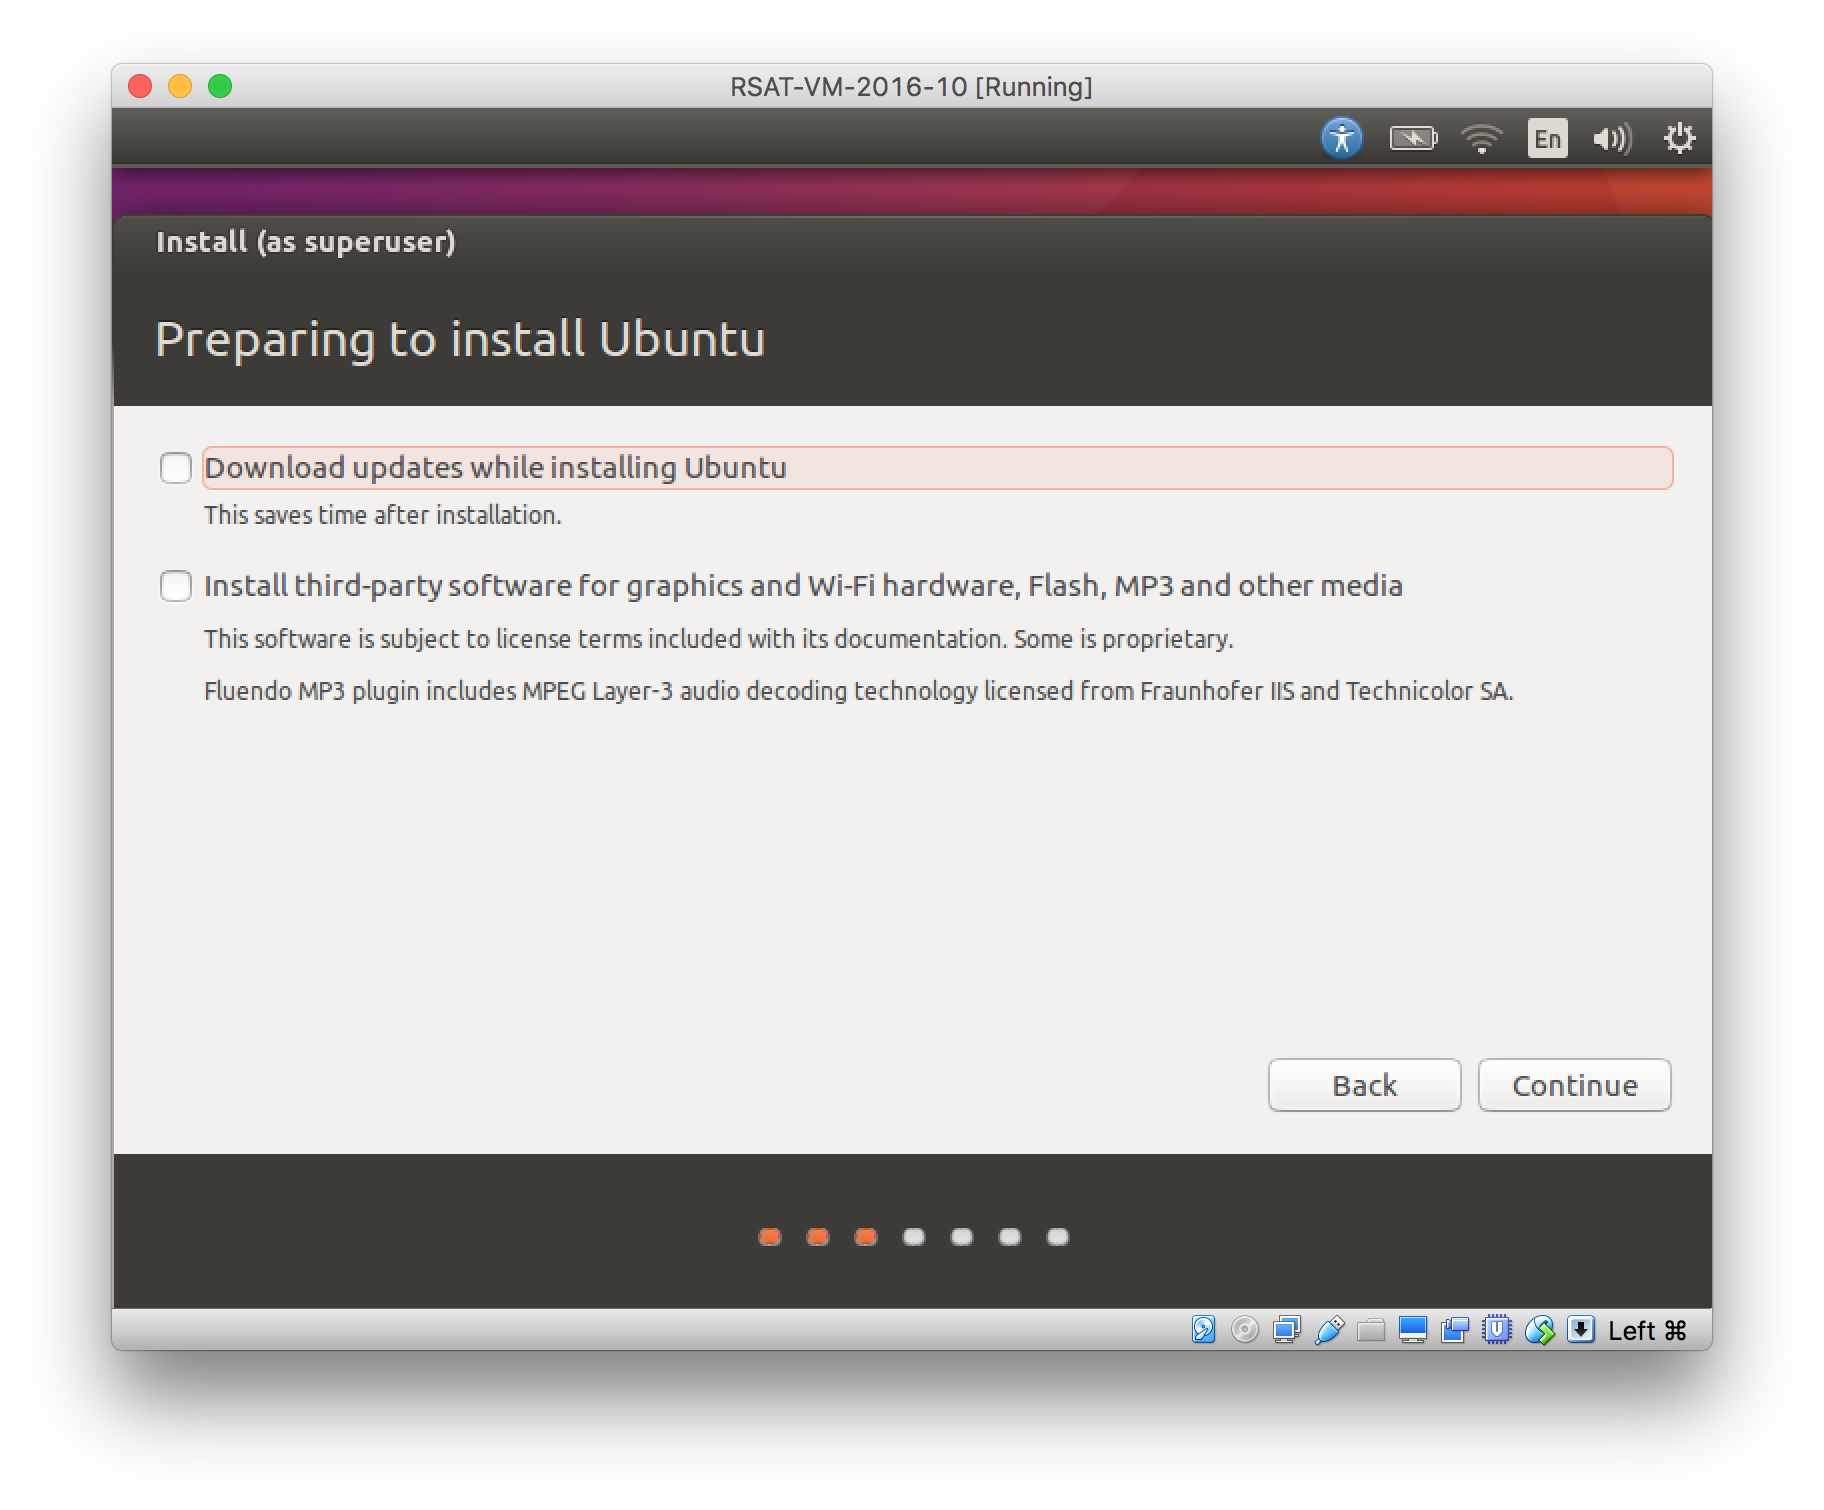 RSAT-VM-2016-10 [Running]
En
Install (as superuser)
Preparing to install Ubuntu
Download updates while installing Ubuntu
This saves time after installation.
Install third-party software for graphics and Wi-Fi hardware, Flash, MP3 and other media
This software is subject to license terms included with its documentation. Some is proprietary.
Fluendo MP3 plugin includes MPEG Layer-3 audio decoding technology licensed from Fraunhofer IIS and Technicolor SA.
Back Continue
Left ⌘